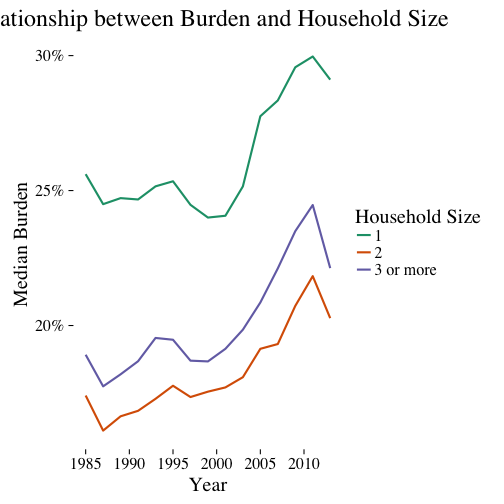 ationship between Burden and Household Size
30%
25%
20%
Median Burden
Household Size
1
2
3 or more
1985 1990 1995 2000 2005 2010
Year